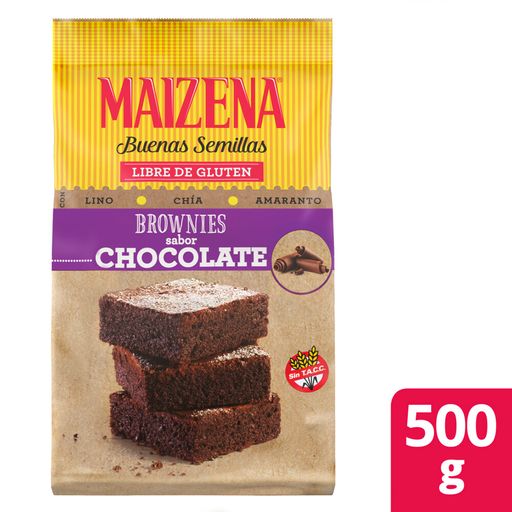 MAIZENA®
Buenas Semillas
LIBRE DE GLUTEN
CON
LINO CHÍA AMARANTO
BROWNIES
sabor
CHOCOLATE
Sin T.A.C.C.
500
g